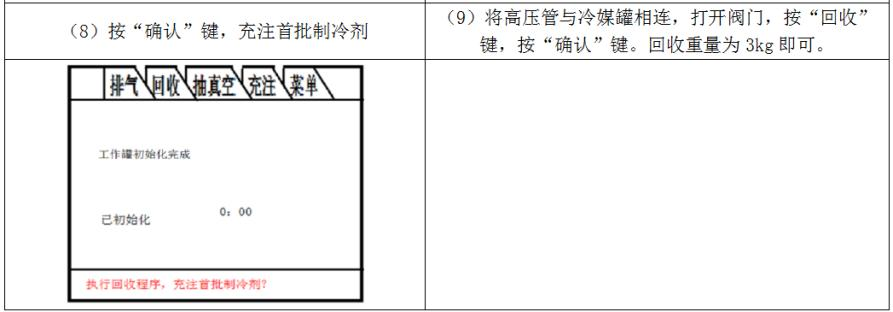 （8）按“确认”键，充注首批制冷剂
（9）将高压管与冷媒罐相连，打开阀门，按“回收”
键，按“确认”键。回收重量为 3kg 即可。
排气 回收 抽真空 充注 菜单
工作罐初始化完成
已初始化 0：00
执行回收程序，充注首批制冷剂？